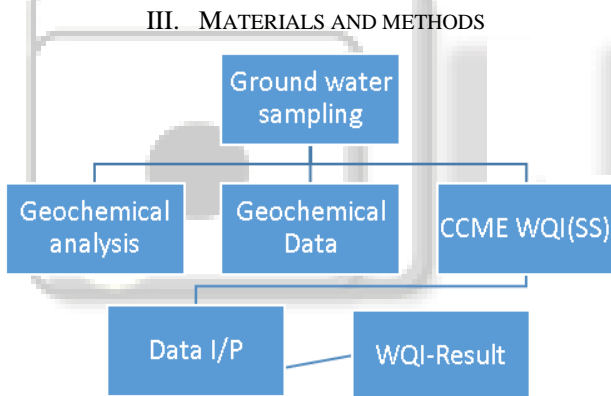 III. MATERIALS AND METHODS
Ground water
sampling
Geochemical
analysis
Geochemical
Data
CCME WQI(SS)
Data I/P
WQI-Result